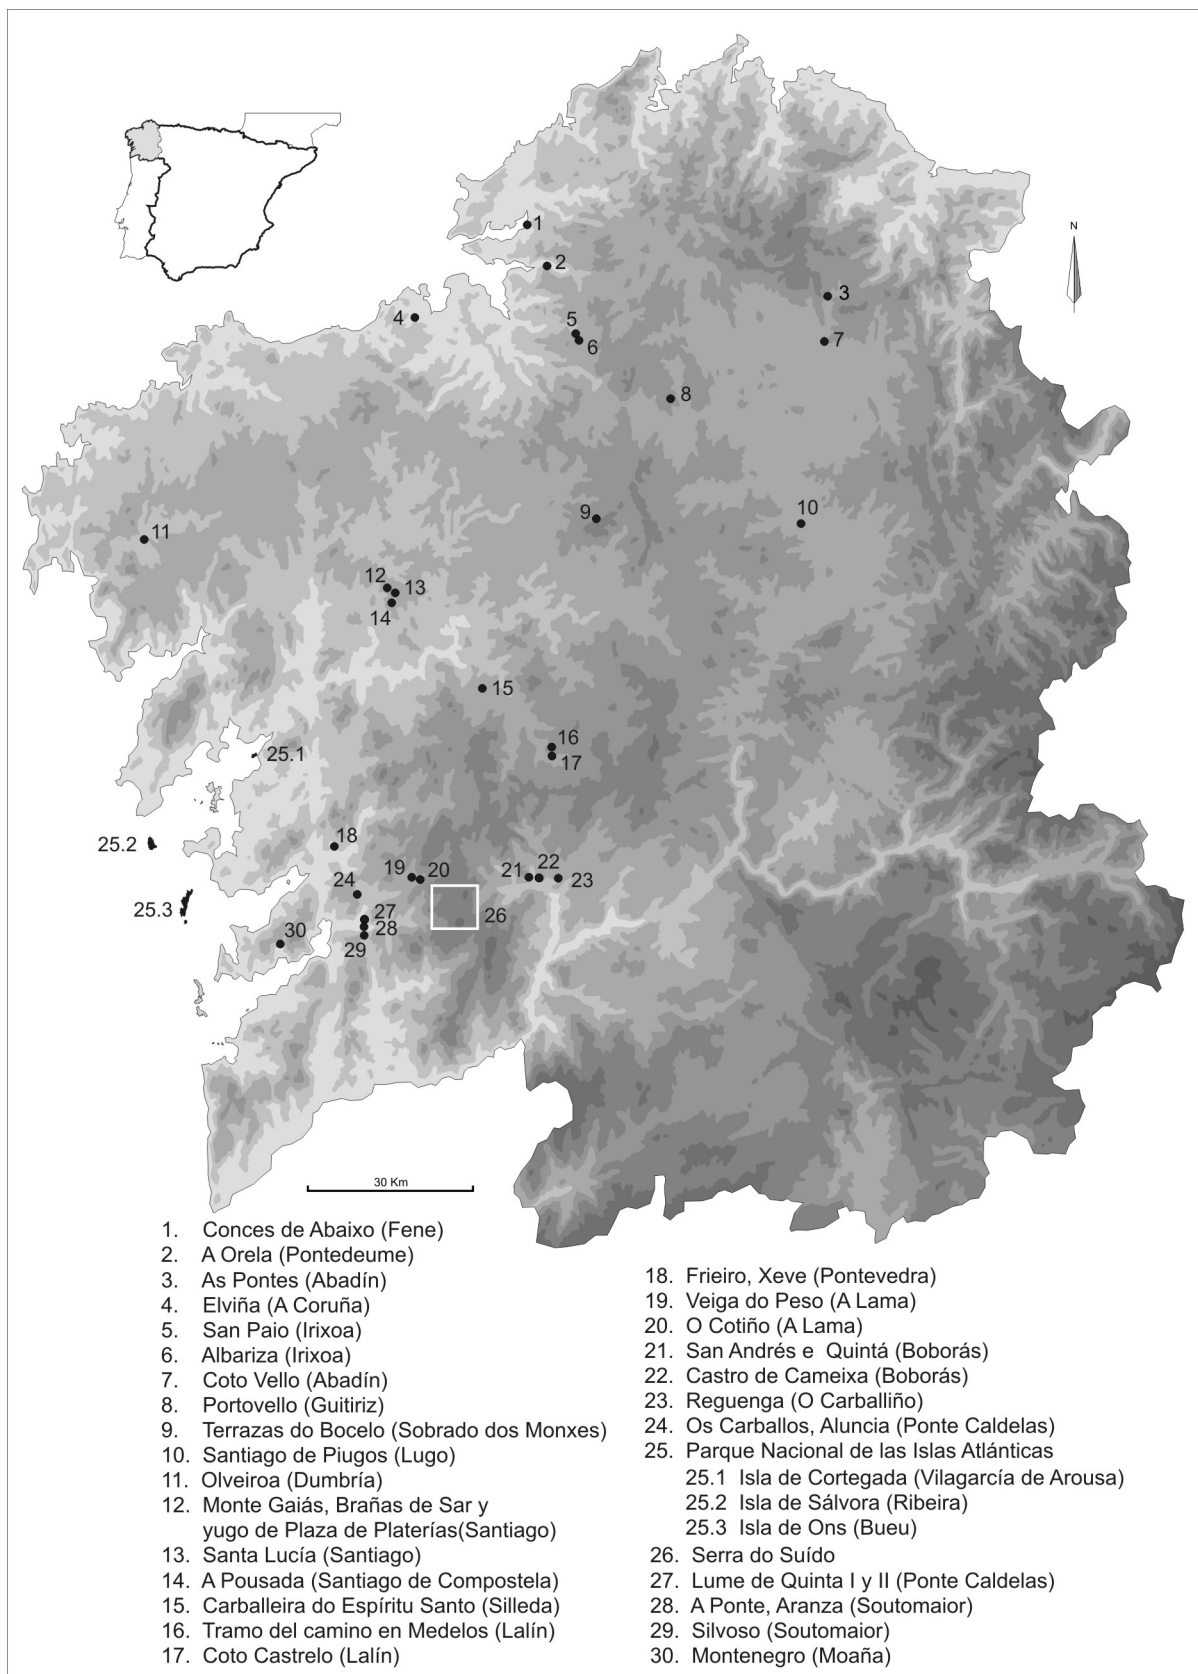 N
1
2
3
4
5
6
7
8
9
10
11
12
13
14
15
16
25.1
17
25.2
18
19
20
21
22
23
24
25.3
26
27
28
30
29
30 Km
1. Conces de Abaixo (Fene)
2. A Orela (Pontedeume)
3. As Pontes (Abadín)
4. Elviña (A Coruña)
5. San Paio (Irixoa)
6. Albariza (Irixoa)
7. Coto Vello (Abadín)
8. Portovello (Guitiriz)
9. Terrazas do Bocelo (Sobrado dos Monxes)
10. Santiago de Piugos (Lugo)
11. Olveiroa (Dumbría)
12. Monte Gaiás, Brañas de Sar y
yugo de Plaza de Platerías(Santiago)
13. Santa Lucía (Santiago)
14. A Pousada (Santiago de Compostela)
15. Carballeira do Espíritu Santo (Silleda)
16. Tramo del camino en Medelos (Lalín)
17. Coto Castrelo (Lalín)
18. Frieiro, Xeve (Pontevedra)
19. Veiga do Peso (A Lama)
20. O Cotiño (A Lama)
21. San Andrés e Quintá (Boborás)
22. Castro de Cameixa (Boborás)
23. Reguenga (O Carballiño)
24. Os Carballos, Aluncia (Ponte Caldelas)
25. Parque Nacional de las Islas Atlánticas
25.1 Isla de Cortegada (Vilagarcía de Arousa)
25.2 Isla de Sálvora (Ribeira)
25.3 Isla de Ons (Bueu)
26. Serra do Suído
27. Lume de Quinta I y II (Ponte Caldelas)
28. A Ponte, Aranza (Soutomaior)
29. Silvoso (Soutomaior)
30. Montenegro (Moaña)